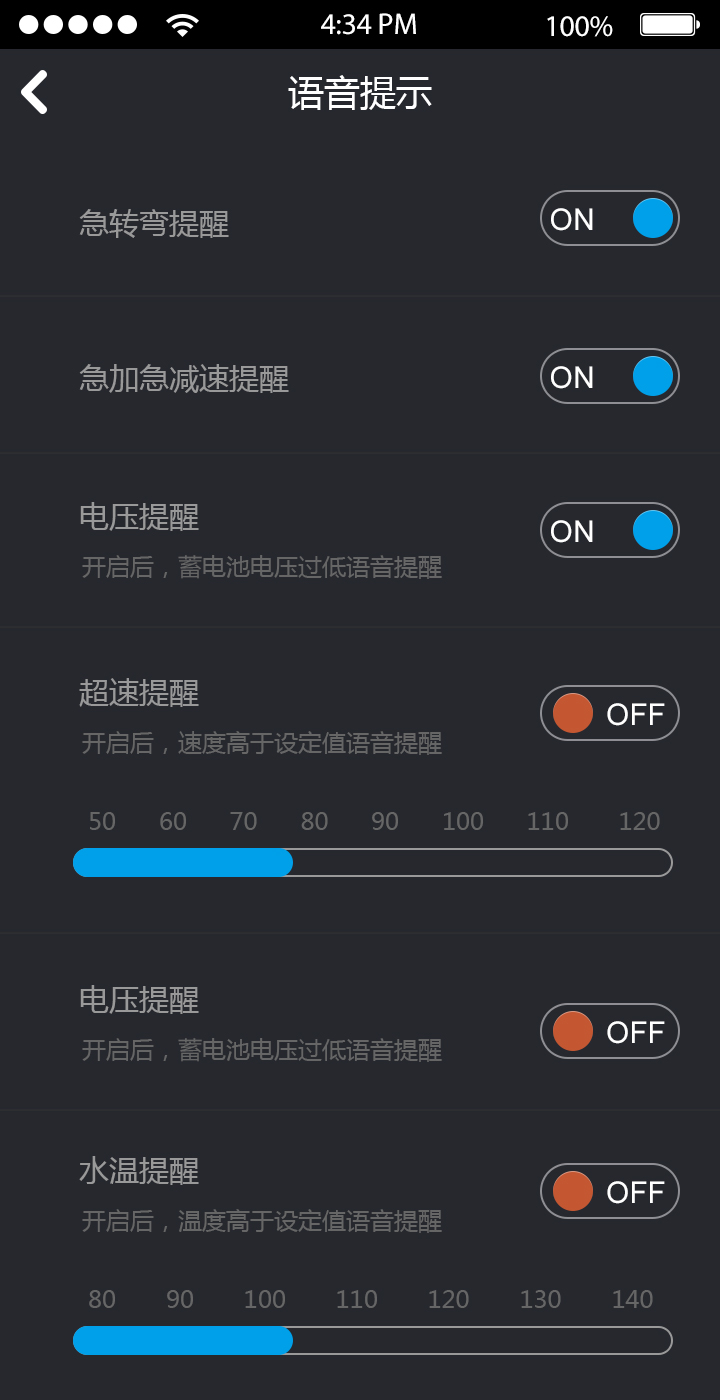 4:34 PM 100%
语音提示
急转弯提醒 ON
急加急减速提醒 ON
电压提醒 ON
开启后，蓄电池电压过低语音提醒
超速提醒 OFF
开启后，速度高于设定值语音提醒
50 60 70 80 90 100 110 120
电压提醒 OFF
开启后，蓄电池电压过低语音提醒
水温提醒 OFF
开启后，温度高于设定值语音提醒
80 90 100 110 120 130 140